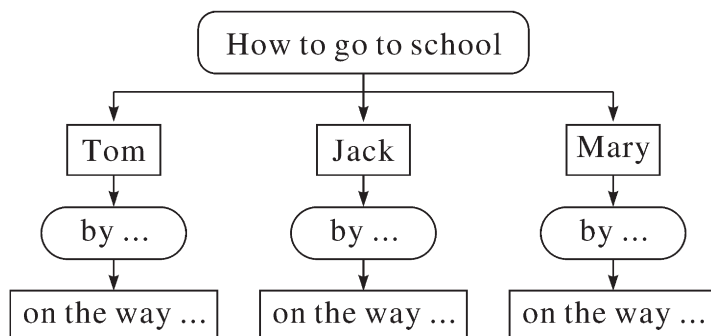 How to go to school
Tom
Jack
Mary
by ...
by ...
by ...
on the way ...
on the way ...
on the way ...